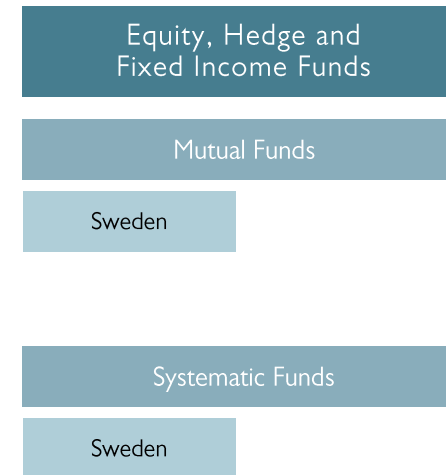 Equity, Hedge and
Fixed Income Funds
Mutual Funds
Sweden
Systematic Funds
Sweden